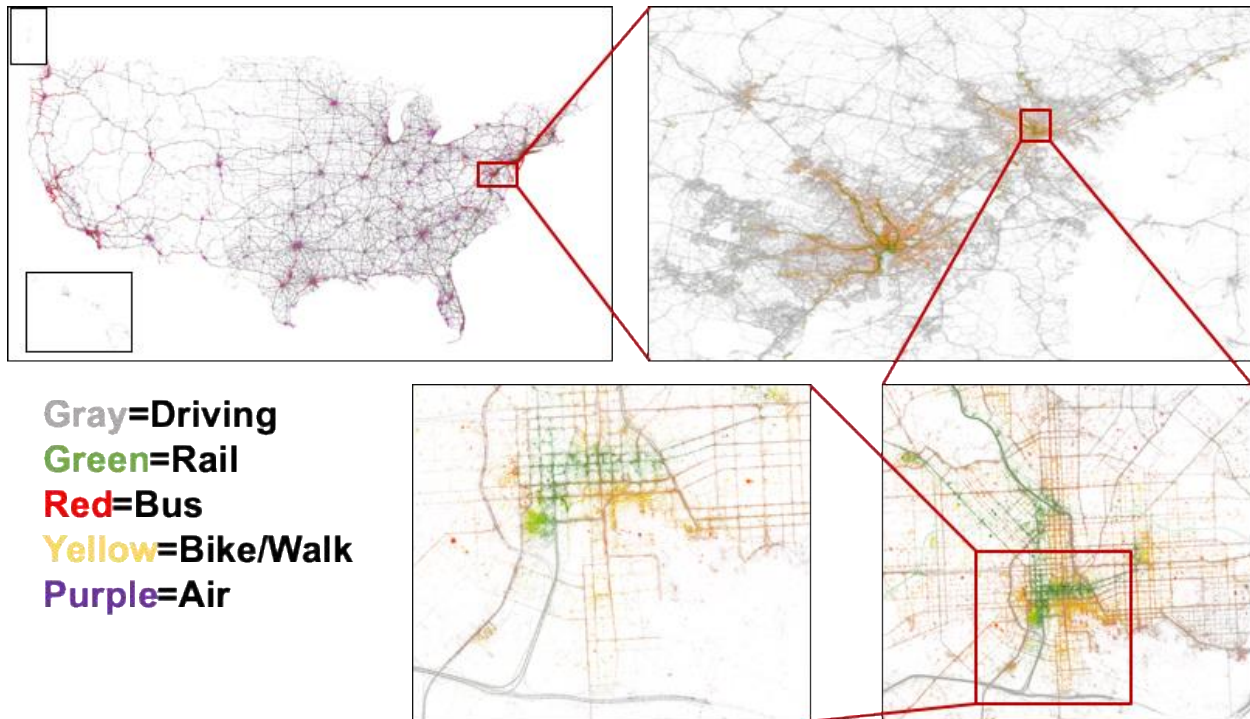 Gray=Driving
Green=Rail
Red=Bus
Yellow=Bike/Walk
Purple=Air